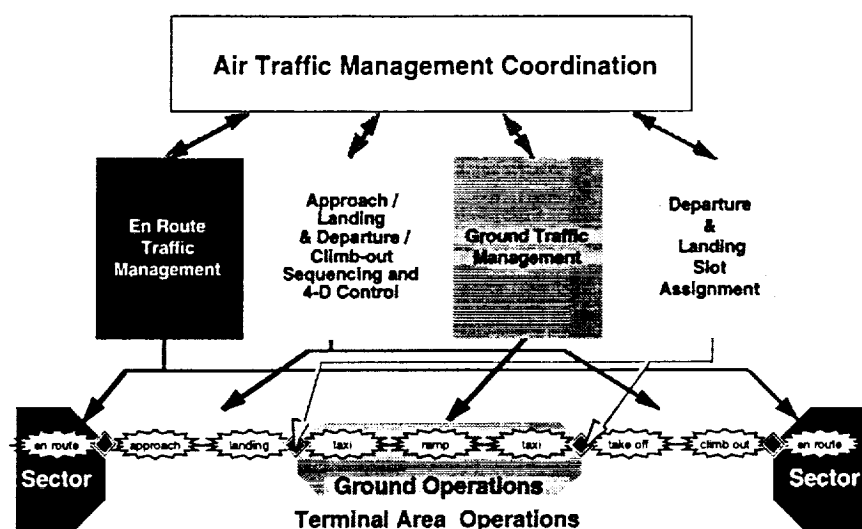 Air Traffic Management Coordination
En Route
Traffic
Management
Approach /
Landing
& Departure /
Climb-out
Sequencing and
4-D Control
Ground Traffic
Management
Departure
&
Landing
Slot
Assignment
en route
approach
landing
taxi
ramp
taxi
take off
climb out
en route
Sector
Sector
Ground Operations
Terminal Area Operations